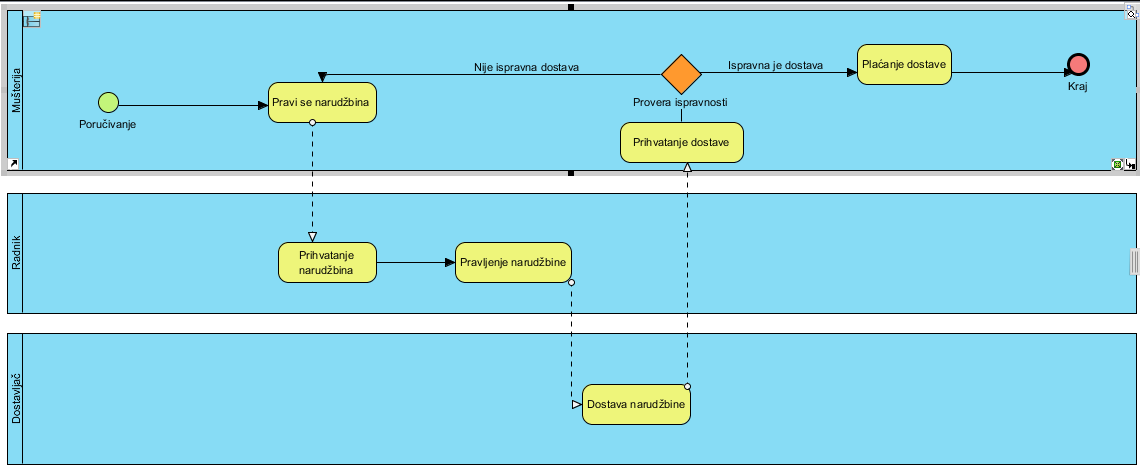 Mušterija
Poručivanje
Pravi se narudžbina
Nije ispravna dostava
Provera ispravnosti
Prihvatanje dostave
Ispravna je dostava
Plaćanje dostave
Kraj
Radnik
Prihvatanje
narudžbina
Pravljenje narudžbine
Dostavljač
Dostava narudžbine